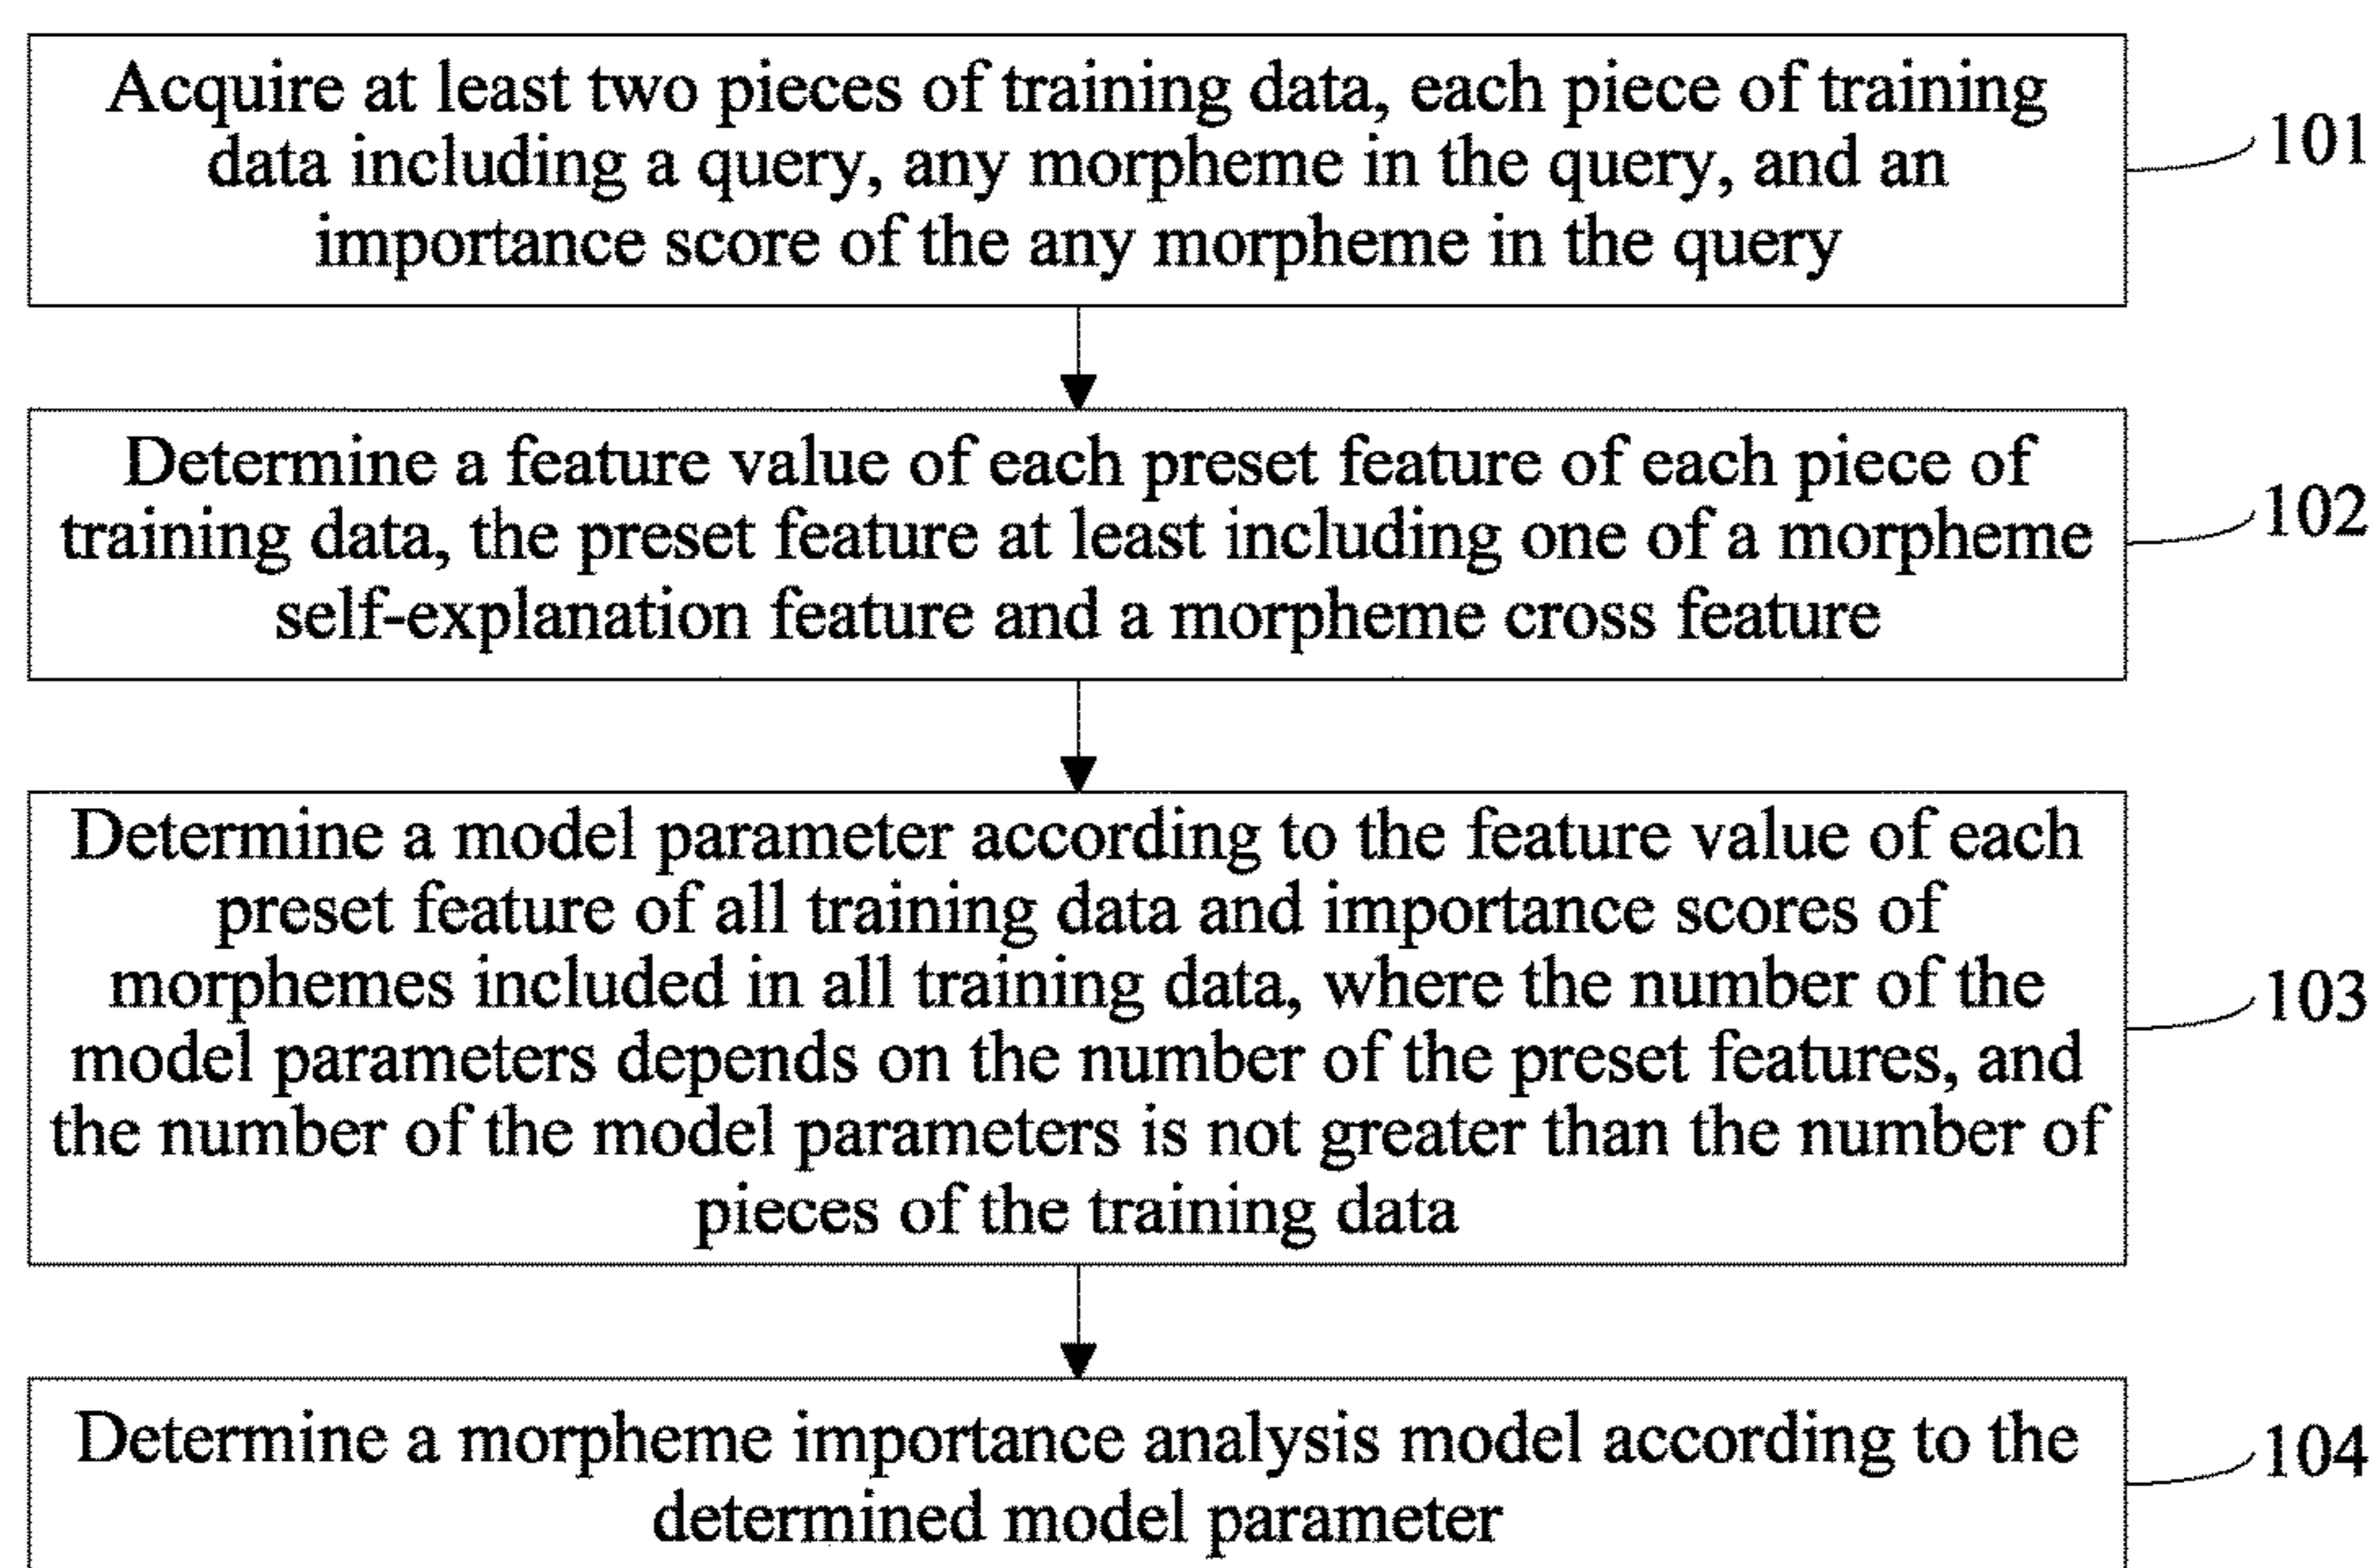 Acquire at least two pieces of training data, each piece of training
data including a query, any morpheme in the query, and an
importance score of the any morpheme in the query
101
Determine a feature value of each preset feature of each piece of
training data, the preset feature at least including one of a morpheme
self-explanation feature and a morpheme cross feature
102
Determine a model parameter according to the feature value of each
preset feature of all training data and importance scores of
morphemes included in all training data, where the number of the
model parameters depends on the number of the preset features, and
the number of the model parameters is not greater than the number of
pieces of the training data
103
Determine a morpheme importance analysis model according to the
determined model parameter
104